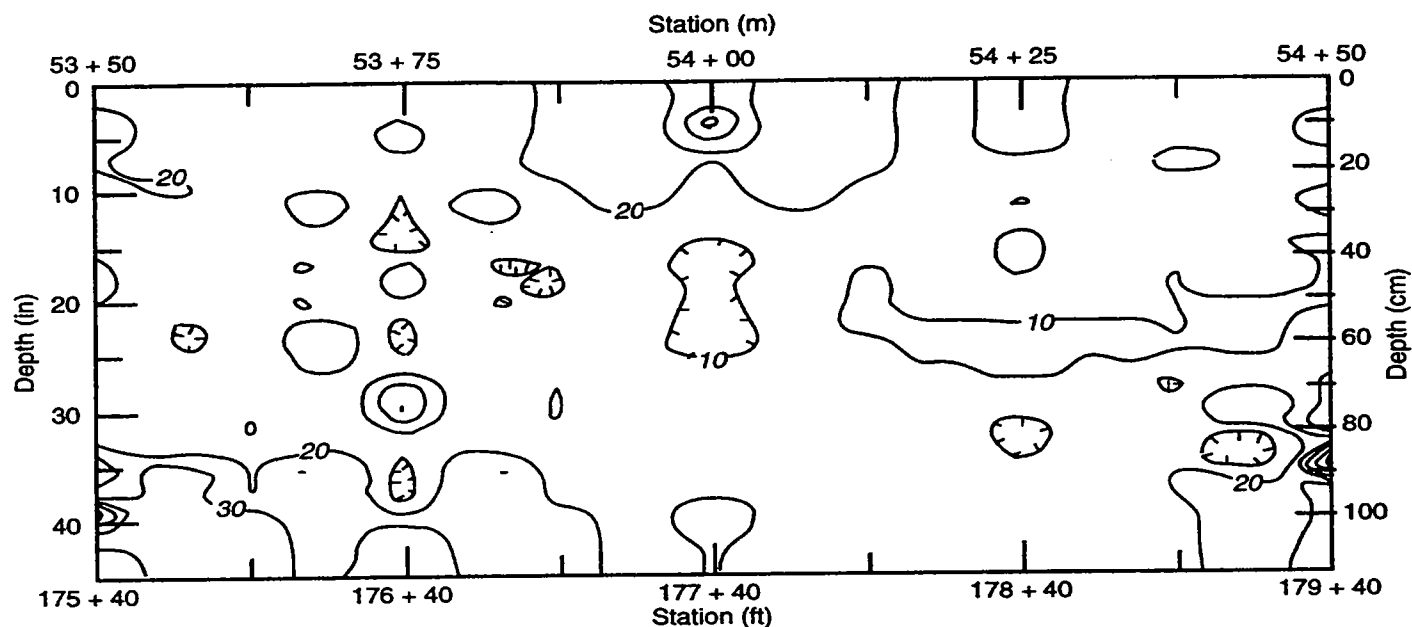 Station (m)
53 + 50 53 + 75 54 + 00 54 + 25 54 + 50
0 0
20 20
10 20 10
Depth (in) 20 10 10 40 Depth (cm)
60
30 20 80
30 20
40 100
175 + 40 176 + 40 177 + 40 178 + 40 179 + 40
Station (ft)